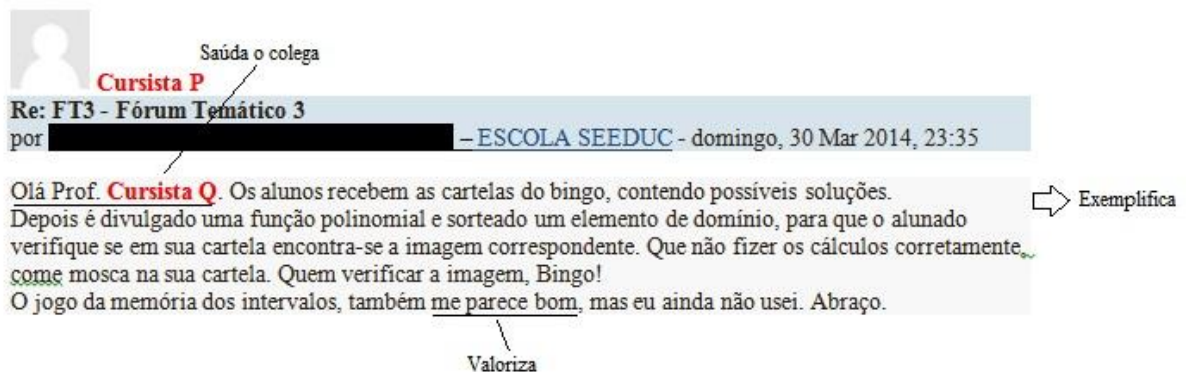 Saúda o colega
Cursista P
Re: FT3 - Fórum Temático 3
por – ESCOLA SEEDUC - domingo, 30 Mar 2014, 23:35
Olá Prof. Cursista Q. Os alunos recebem as cartelas do bingo, contendo possíveis soluções.
Exemplifica
Depois é divulgado uma função polinomial e sorteado um elemento de domínio, para que o alunado
verifique se em sua cartela encontra-se a imagem correspondente. Que não fizer os cálculos corretamente,
come mosca na sua cartela. Quem verificar a imagem, Bingo!
O jogo da memória dos intervalos, também me parece bom, mas eu ainda não usei. Abraço.
Valoriza